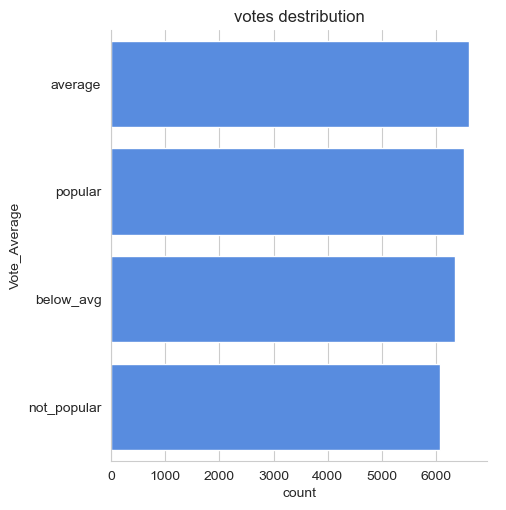 votes destribution
Vote_Average
average
popular
below_avg
not_popular
0 1000 2000 3000 4000 5000 6000
count